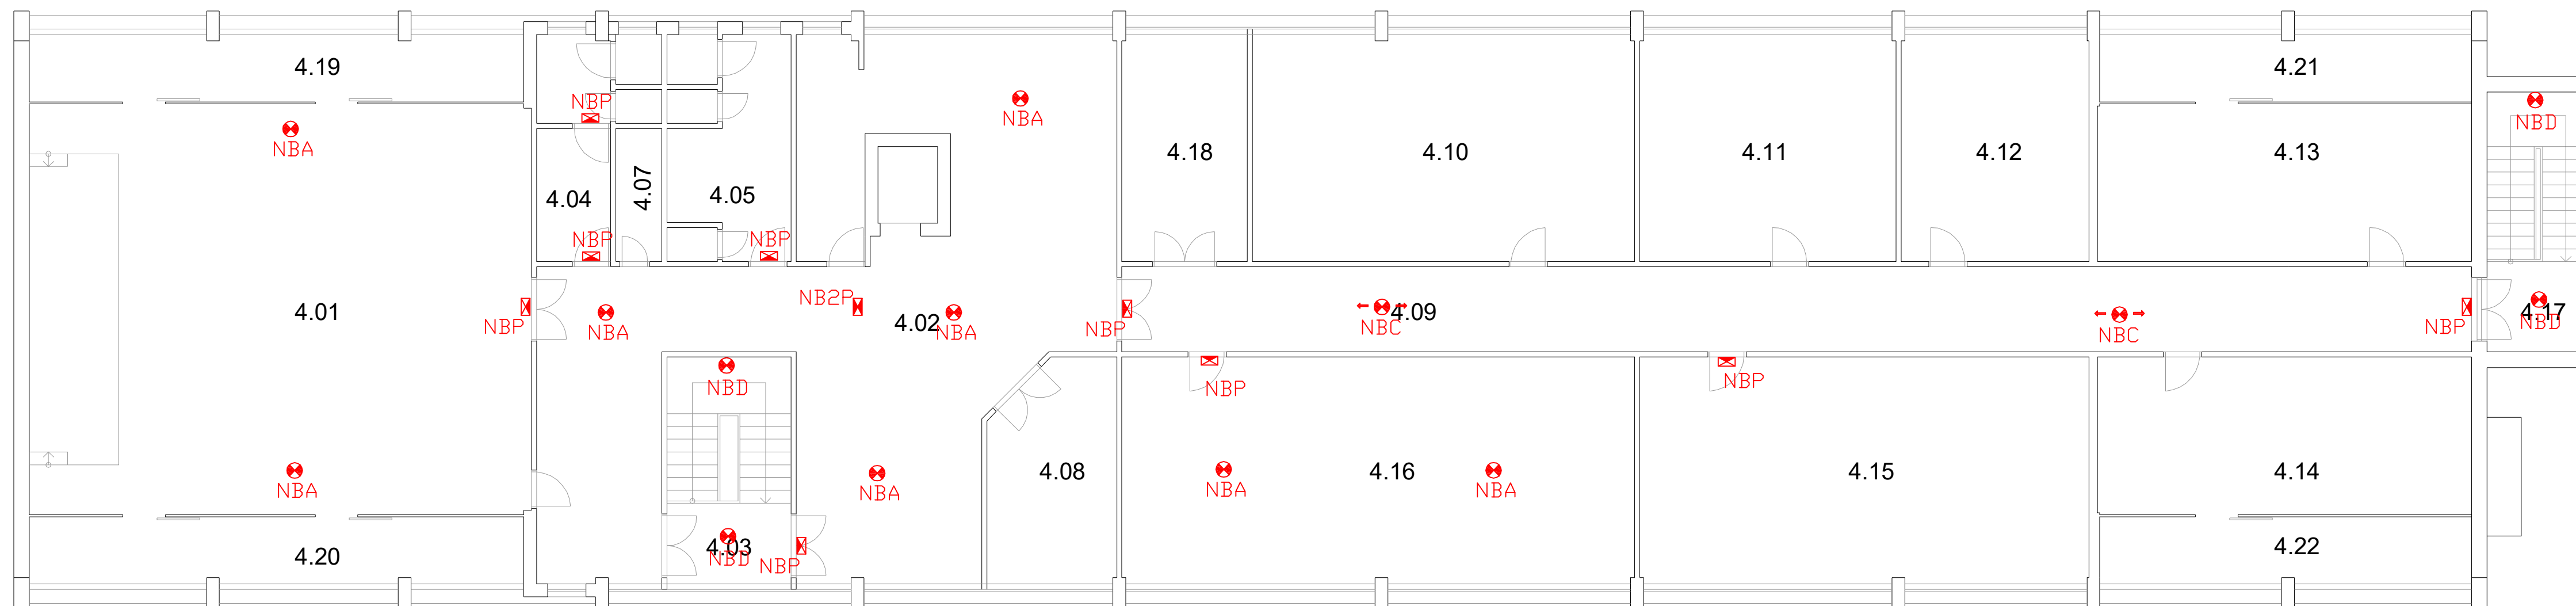 4.19
4.21
NBP
NBA
NBD
NBA
4.18
4.10
4.11
4.12
4.13
4.07
4.05
4.04
NBP
NBP
NB2P
4.01
4.02
4.09
4.17
NBP
NBA
NBA
NBP
NBC
NBC
NBP
NBD
NBD
NBP
NBP
4.08
4.16
4.15
4.14
NBA
NBA
NBA
NBA
4.20
4.03
NBD
NBP
4.22